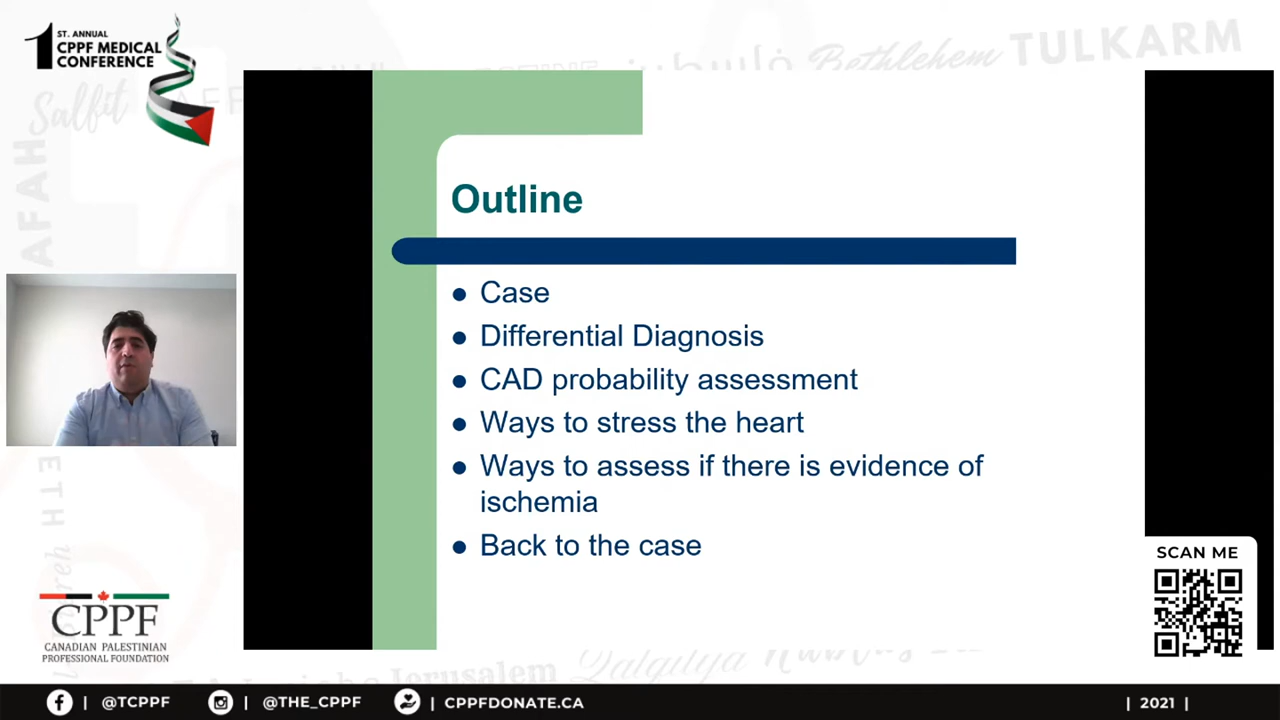 ST. ANNUAL
1 CPPF MEDICAL
CONFERENCE
Salfit
Bethlehem
TULKARM
Outline
• Case
• Differential Diagnosis
• CAD probability assessment
• Ways to stress the heart
• Ways to assess if there is evidence of
ischemia
• Back to the case
SCAN ME
CPPF
CANADIAN PALESTINIAN
PROFESSIONAL FOUNDATION
Jerusalem
Qalqilya
| @TCPPF
| @THE_CPPF
| CPPFDONATE.CA
| 2021 |